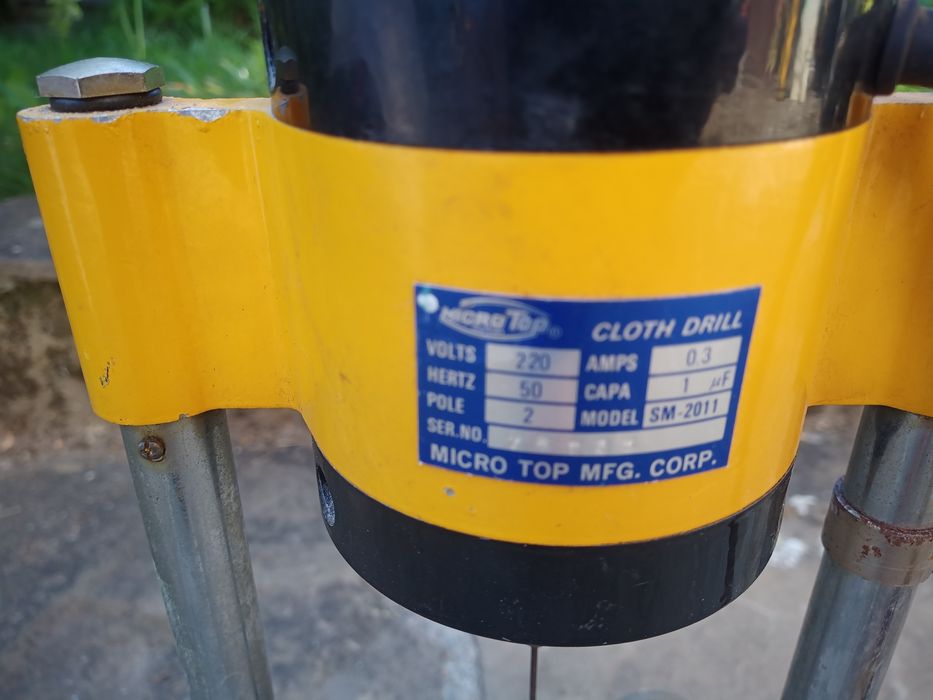 MICRO TOP® CLOTH DRILL
VOLTS 220 AMPS 0.3
HERTZ 50 CAPA 1 µF
POLE 2 MODEL SM-2011
SER.NO.
MICRO TOP MFG. CORP.